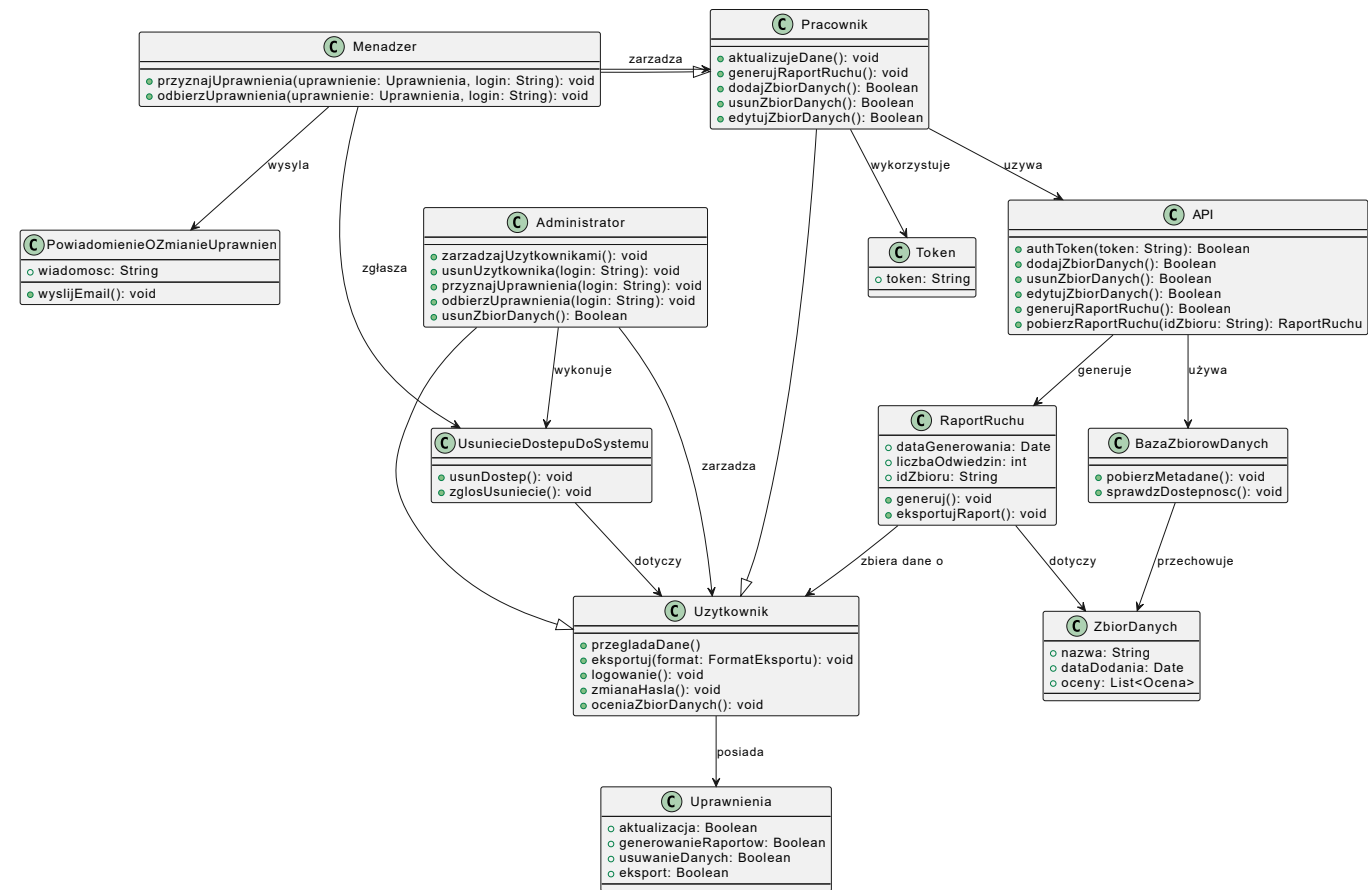 C Pracownik
aktualizujeDane(): void
generujRaportRuchu(): void
dodajZbiorDanych(): Boolean
usunZbiorDanych(): Boolean
edytujZbiorDanych(): Boolean
C Menadzer
przyznajUprawnienia(uprawnienie: Uprawnienia, login: String): void
odbierzUprawnienia(uprawnienie: Uprawnienia, login: String): void
zarzadza
wysyla
wykorzystuje
uzywa
C PowiadomienieOZmianieUprawnien
wiadomosc: String
wyslijEmail(): void
zgłasza
C Administrator
zarzadzajUzytkownikami(): void
usunUzytkownika(login: String): void
przyznajUprawnienia(login: String): void
odbierzUprawnienia(login: String): void
usunZbiorDanych(): Boolean
C Token
token: String
C API
authToken(token: String): Boolean
dodajZbiorDanych(): Boolean
usunZbiorDanych(): Boolean
edytujZbiorDanych(): Boolean
generujRaportRuchu(): Boolean
pobierzRaportRuchu(idZbioru: String): RaportRuchu
wykonuje
generuje
używa
C UsuniecieDostepuDoSystemu
usunDostep(): void
zglosUsuniecie(): void
zarzadza
C RaportRuchu
dataGenerowania: Date
liczbaOdwiedzin: int
idZbioru: String
generuj(): void
eksportujRaport(): void
C BazaZbiorowDanych
pobierzMetadane(): void
sprawdzDostepnosc(): void
dotyczy
zbiera dane o
dotyczy
przechowuje
C Uzytkownik
przegladaDane()
eksportuj(format: FormatEksportu): void
logowanie(): void
zmianaHasla(): void
oceniaZbiorDanych(): void
C ZbiorDanych
nazwa: String
dataDodania: Date
oceny: List<Ocena>
posiada
C Uprawnienia
aktualizacja: Boolean
generowanieRaportow: Boolean
usuwanieDanych: Boolean
eksport: Boolean